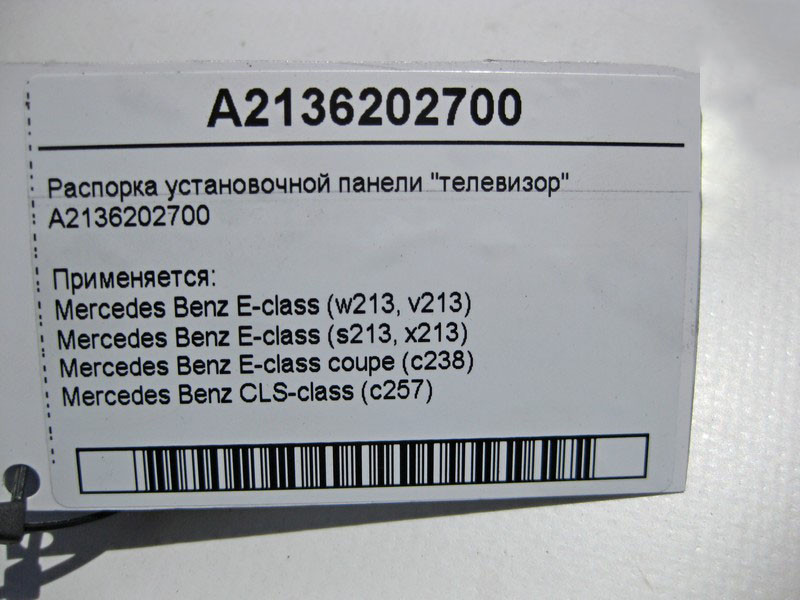 A2136202700
Распорка установочной панели "телевизор"
A2136202700
Применяется:
Mercedes Benz E-class (w213, v213)
Mercedes Benz E-class (s213, x213)
Mercedes Benz E-class coupe (c238)
Mercedes Benz CLS-class (c257)